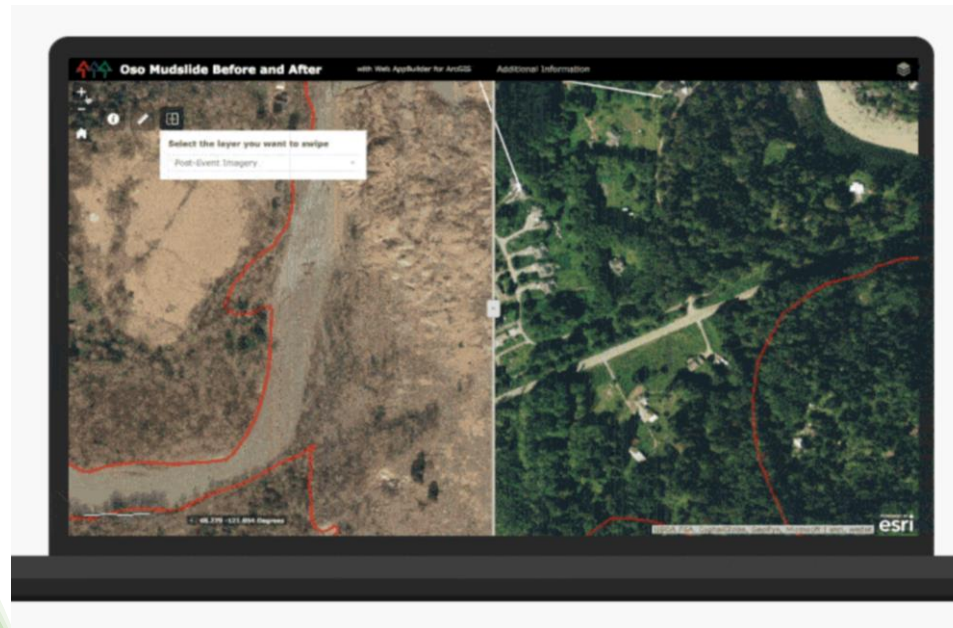 Oso Mudslide Before and After
with Web AppBuilder for ArcGIS
Additional Information
Select the layer you want to swipe
Post-Event Imagery
Degrees
esri